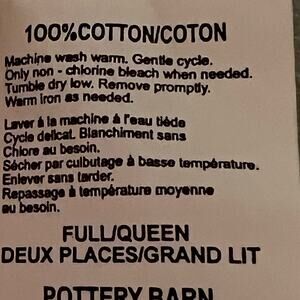 100%COTTON/COTON
Machine wash warm. Gentle cycle.
Only non - chlorine bleach when needed.
Tumble dry low. Remove promptly.
Warm iron as needed.
Laver à la machine à l'eau tiède
Cycle delicat. Blanchiment sans
Chlore au besoin.
Sécher par culbutage à basse température.
Enlever sans tarder.
Repassage à température moyenne
au besoin.
FULL/QUEEN
DEUX PLACES/GRAND LIT
POTTERY BARN